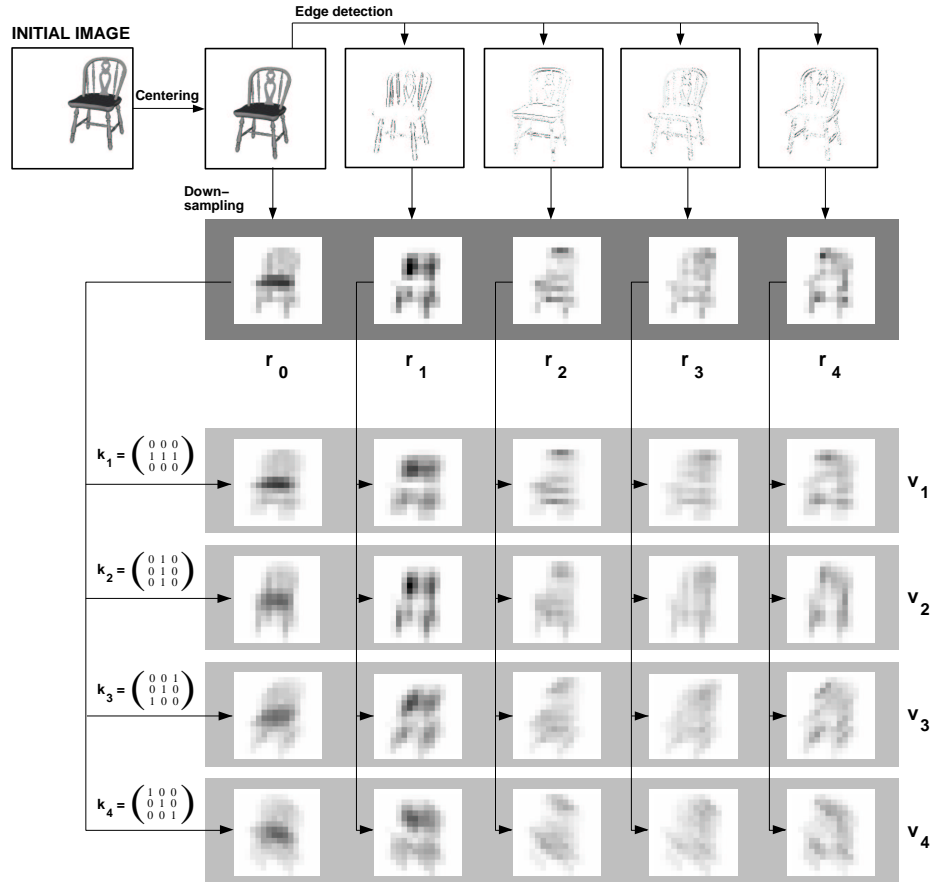 Edge detection
INITIAL IMAGE
Centering
Down-
sampling
r 0 r 1 r 2 r 3 r 4
k 1 = ( 0 0 0
1 1 1
0 0 0 )
v 1
k 2 = ( 0 1 0
0 1 0
0 1 0 )
v 2
k 3 = ( 0 0 1
0 1 0
1 0 0 )
v 3
k 4 = ( 1 0 0
0 1 0
0 0 1 )
v 4